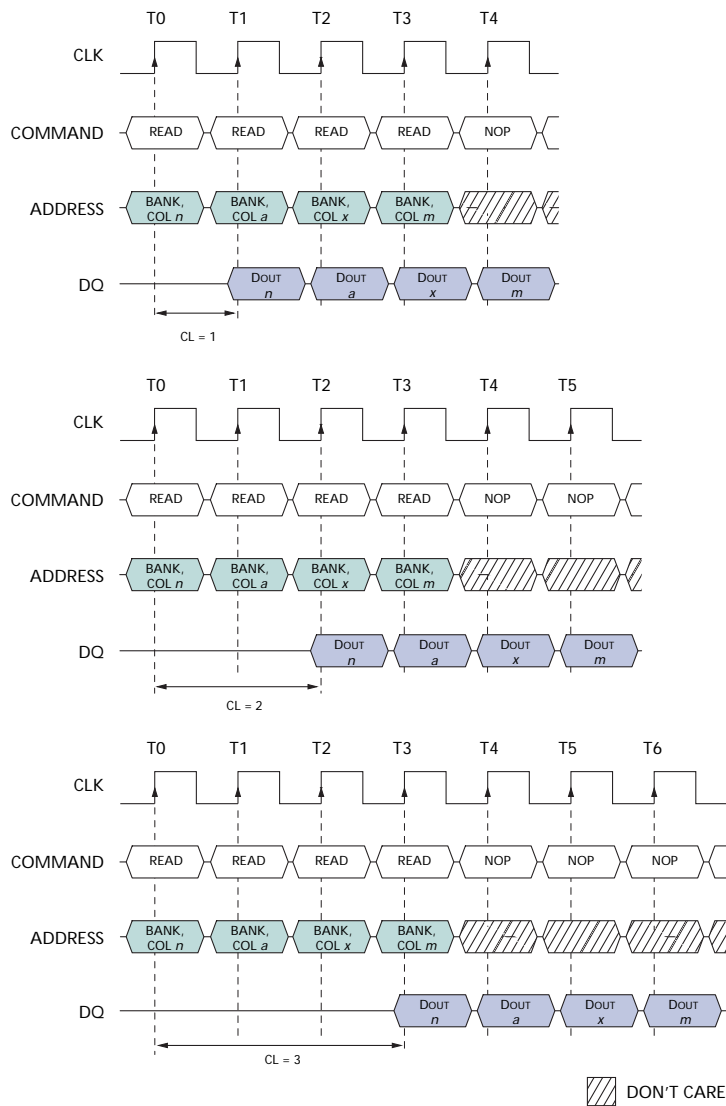 T0 T1 T2 T3 T4
CLK
COMMAND READ READ READ READ NOP
ADDRESS BANK, COL n BANK, COL a BANK, COL x BANK, COL m
DQ DOUT n DOUT a DOUT x DOUT m
CL = 1
T0 T1 T2 T3 T4 T5
CLK
COMMAND READ READ READ READ NOP NOP
ADDRESS BANK, COL n BANK, COL a BANK, COL x BANK, COL m
DQ DOUT n DOUT a DOUT x DOUT m
CL = 2
T0 T1 T2 T3 T4 T5 T6
CLK
COMMAND READ READ READ READ NOP NOP NOP
ADDRESS BANK, COL n BANK, COL a BANK, COL x BANK, COL m
DQ DOUT n DOUT a DOUT x DOUT m
CL = 3
DON'T CARE